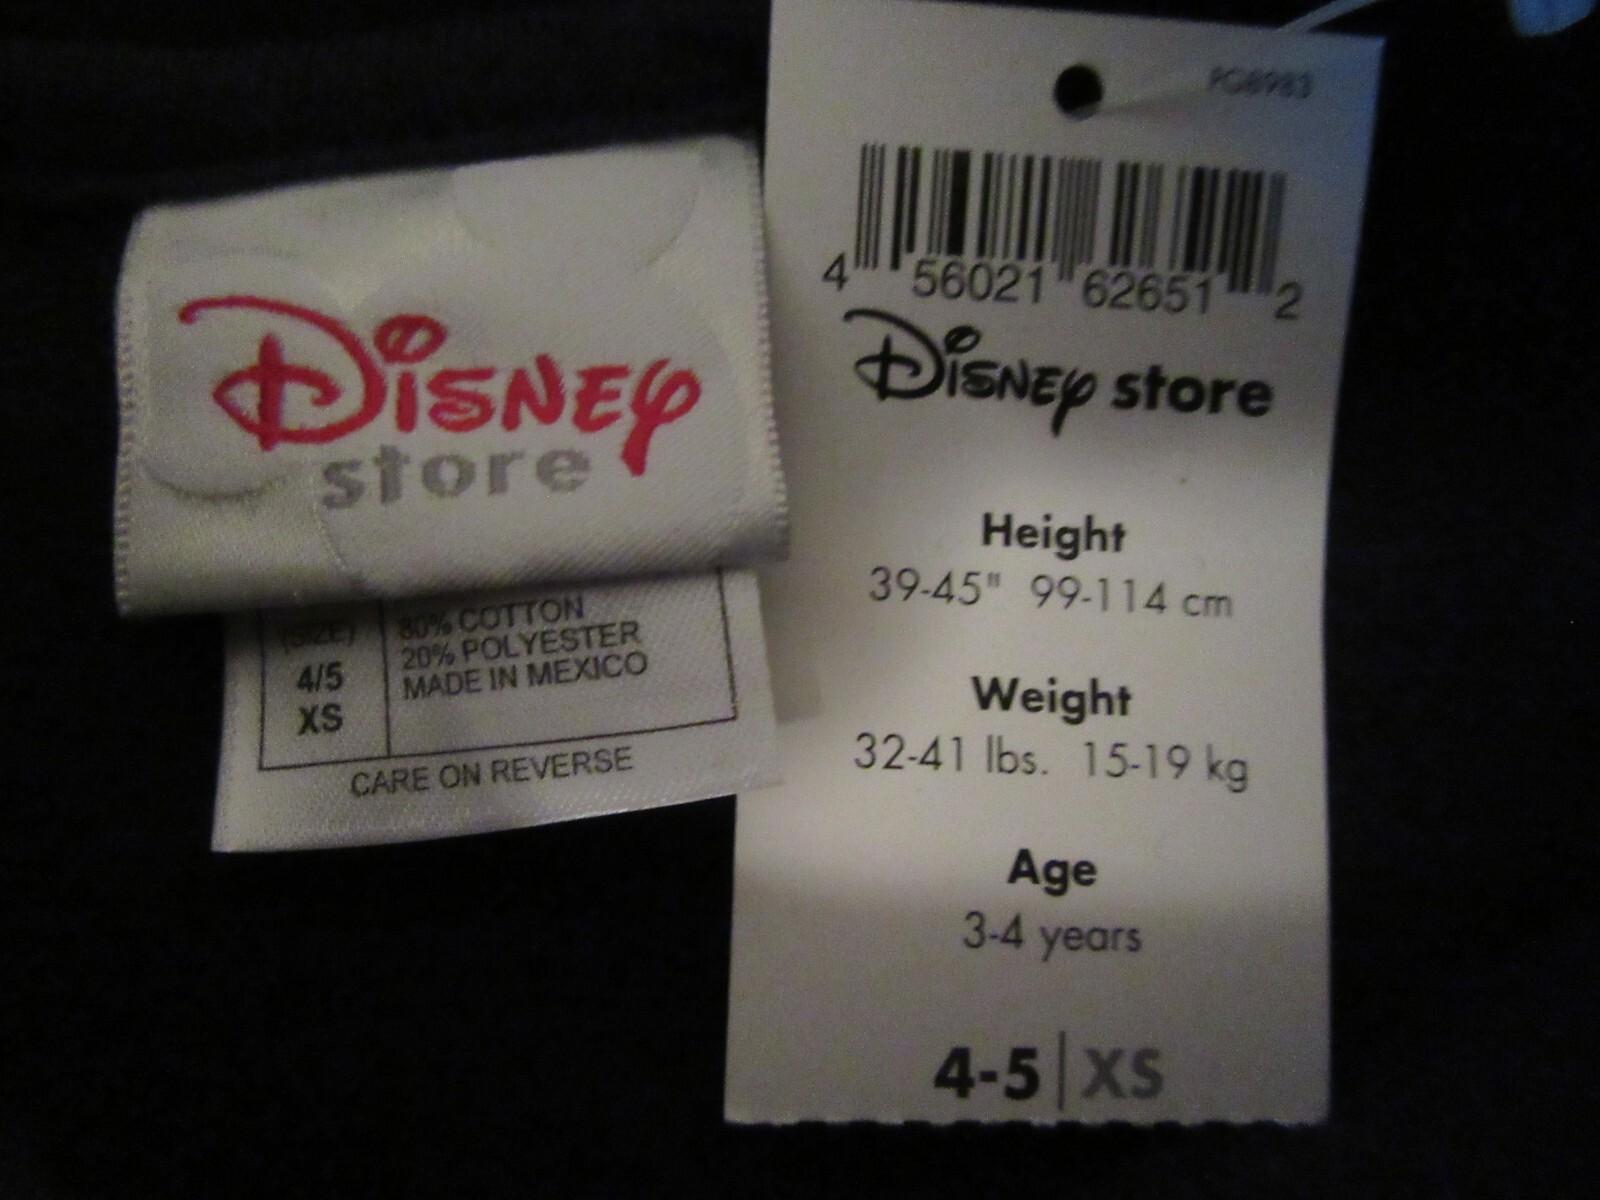 Disney
store
(SIZE)
4/5
XS
80% COTTON
20% POLYESTER
MADE IN MEXICO
CARE ON REVERSE
PG8983
4 56021 62651 2
Disney store
Height
39-45" 99-114 cm
Weight
32-41 lbs. 15-19 kg
Age
3-4 years
4-5 | XS